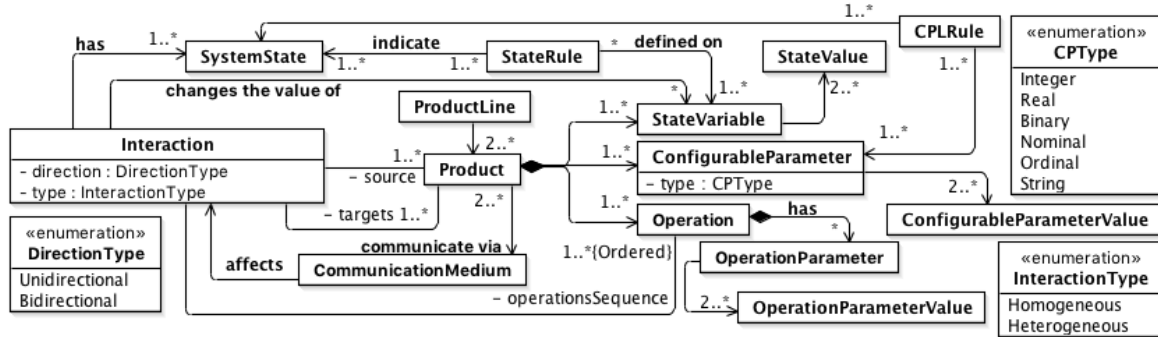 has
1..*
SystemState
indicate
1..*
1..*
StateRule
*
defined on
1..*
StateValue
2..*
1..*
CPLRule
1..*
«enumeration»
CPType
Integer
Real
Binary
Nominal
Ordinal
String
changes the value of
*
ProductLine
2..*
1..*
StateVariable
Interaction
- direction : DirectionType
- type : InteractionType
1..*
- source
Product
2..*
1..*
1..*
ConfigurableParameter
- type : CPType
2..*
ConfigurableParameterValue
- targets 1..*
1..*
Operation
has
*
1..*{Ordered}
«enumeration»
DirectionType
Unidirectional
Bidirectional
communicate via
affects
CommunicationMedium
OperationParameter
- operationsSequence
2..*
OperationParameterValue
«enumeration»
InteractionType
Homogeneous
Heterogeneous